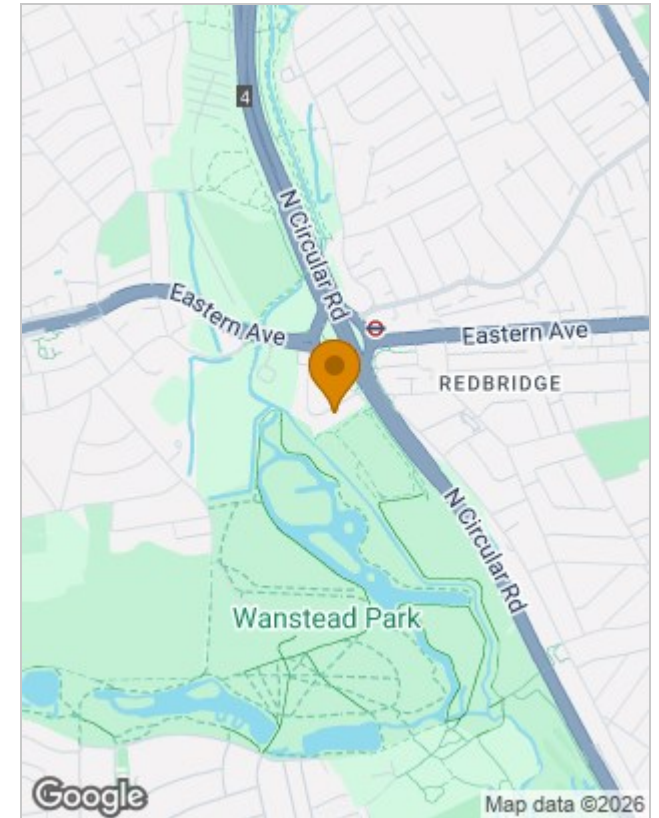 4
N Circular Rd
Eastern Ave
Eastern Ave
REDBRIDGE
N Circular Rd
Wanstead Park
Google
Map data ©2026